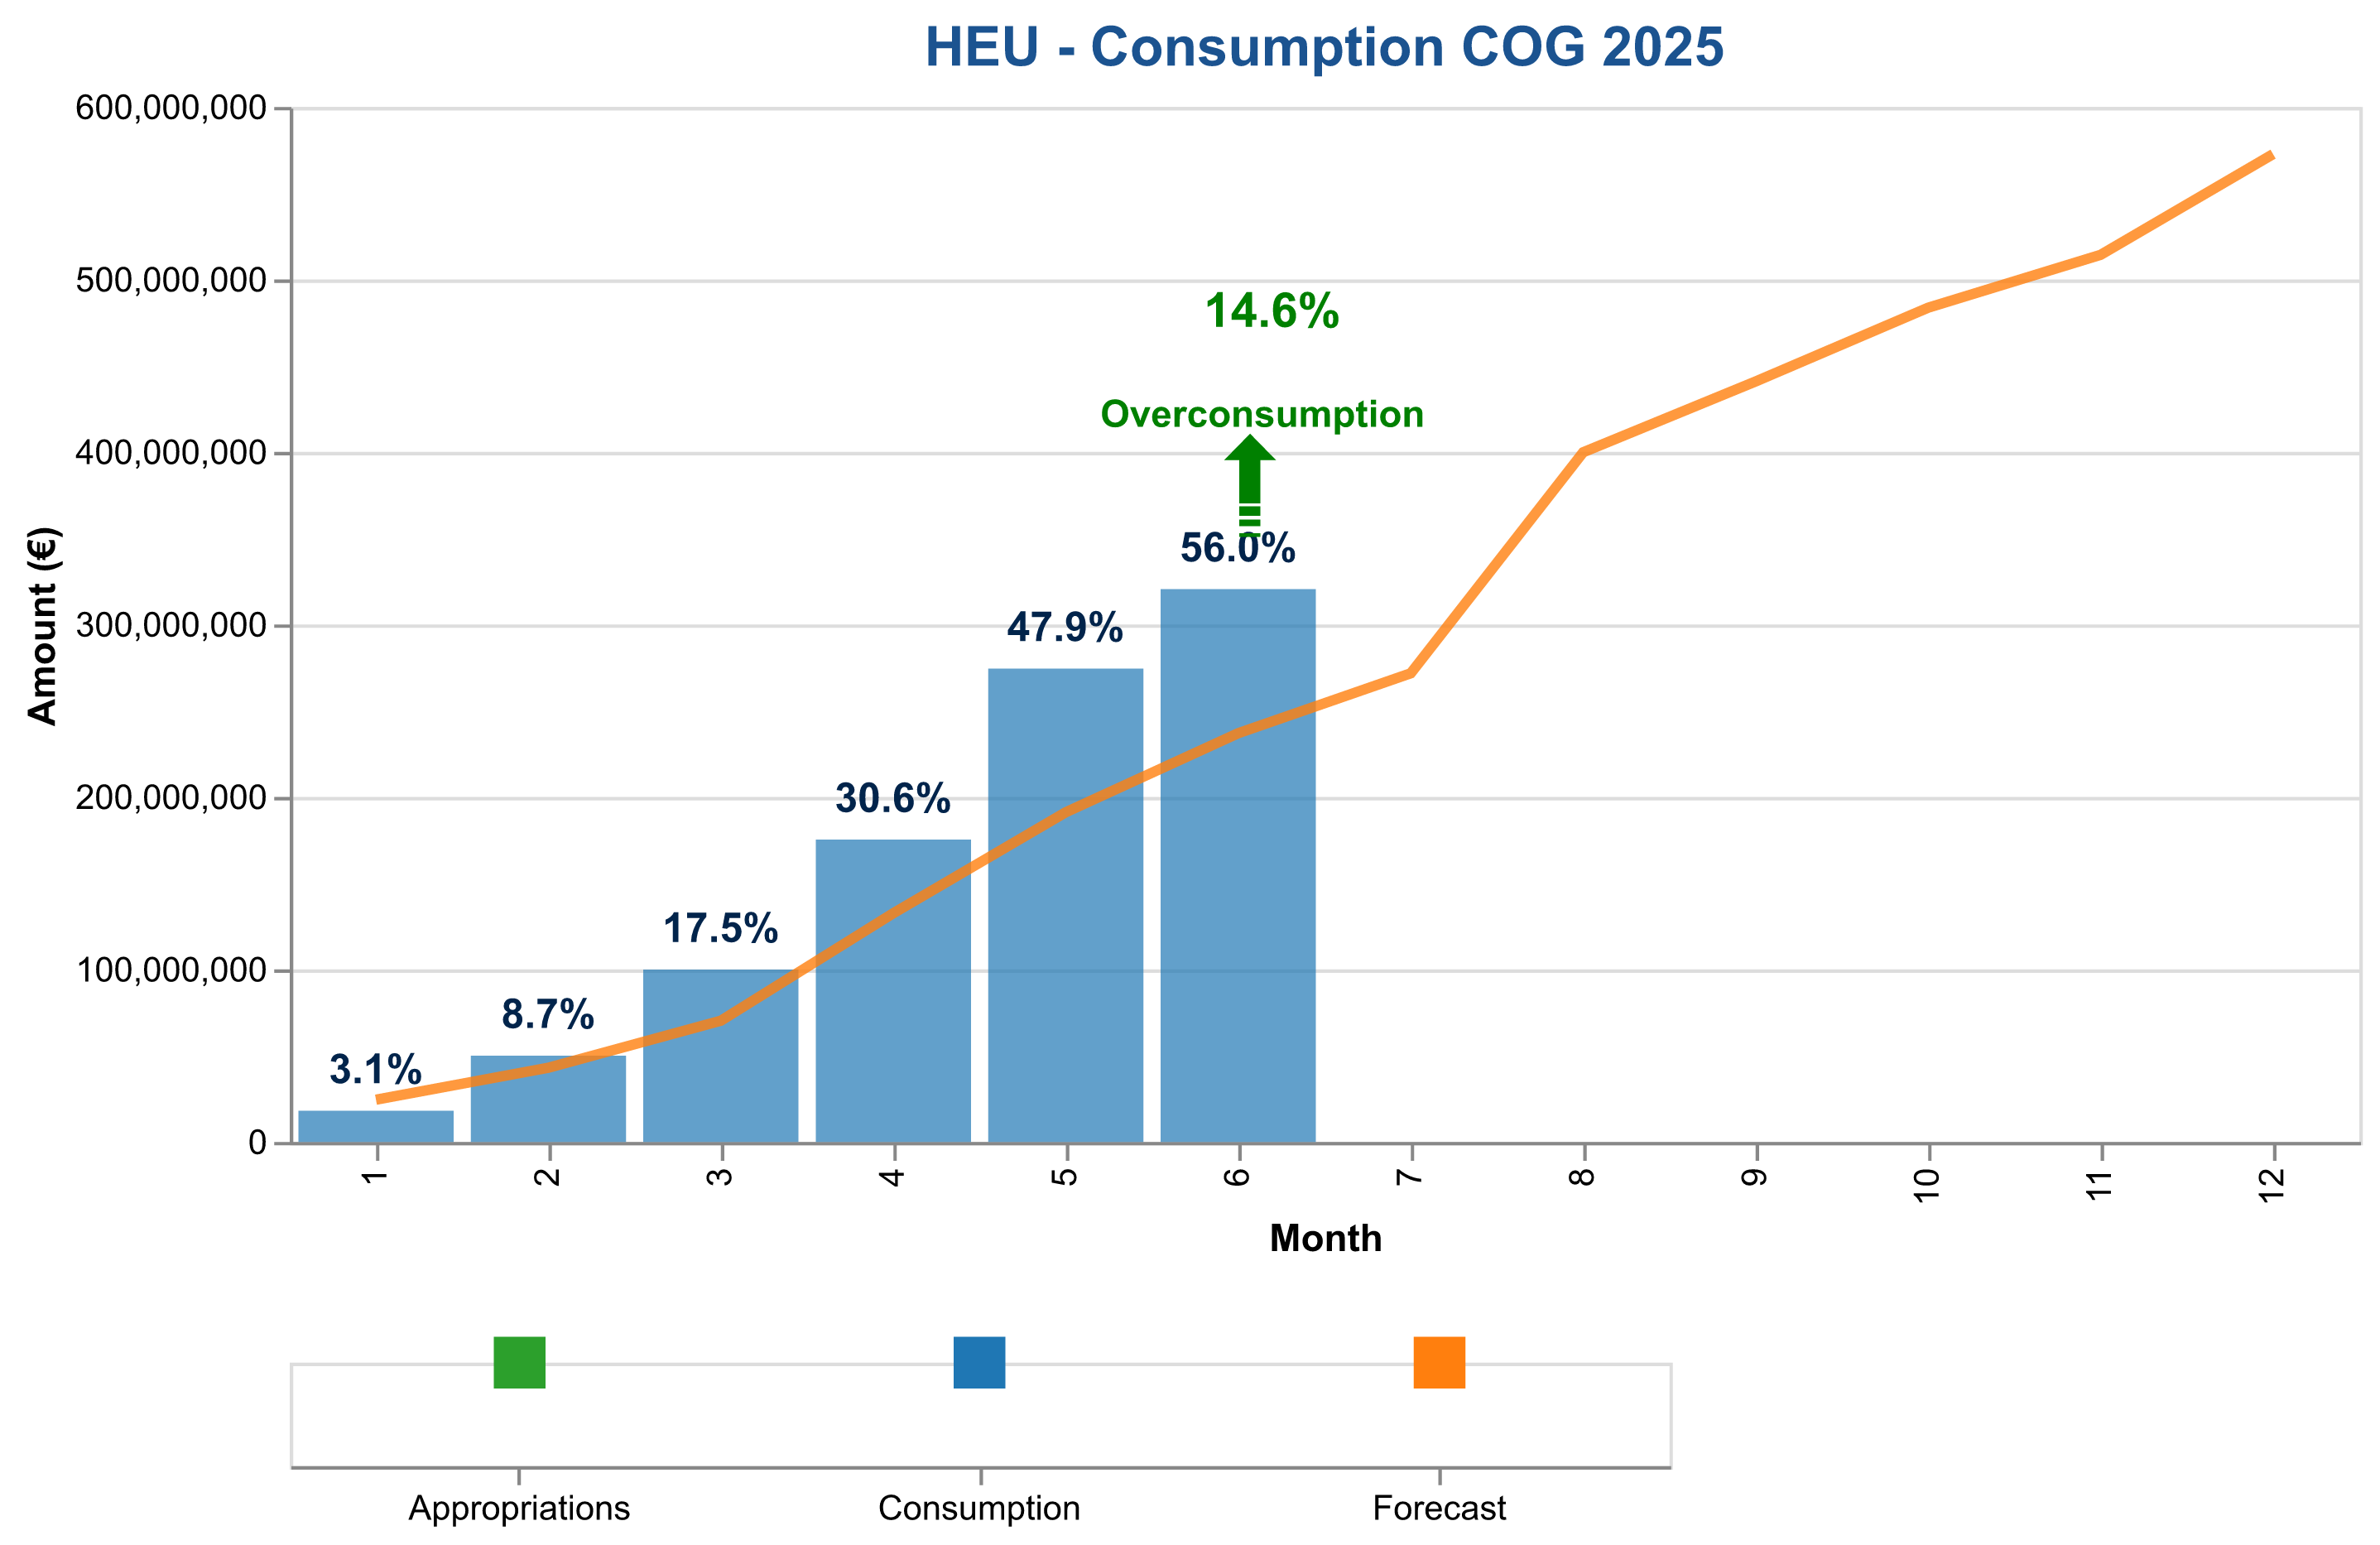 HEU - Consumption COG 2025
Amount (€)
600,000,000
500,000,000
400,000,000
300,000,000
200,000,000
100,000,000
0
14.6%
Overconsumption
56.0%
47.9%
30.6%
17.5%
8.7%
3.1%
1 2 3 4 5 6 7 8 9 10 11 12
Month
Appropriations Consumption Forecast